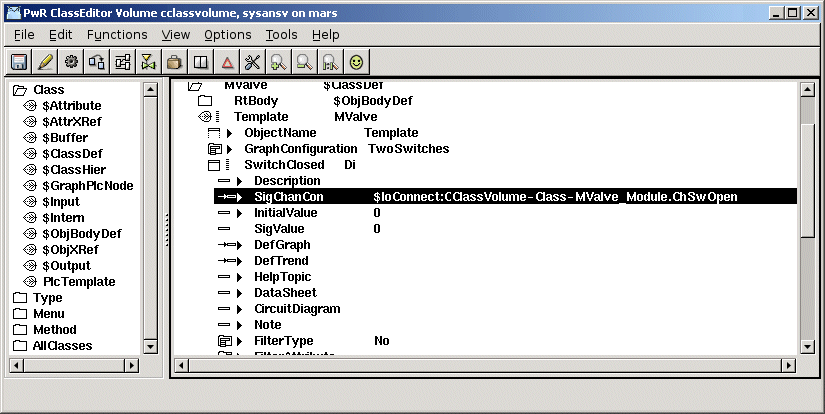 PwR ClassEditor Volume cclassvolume, sysansv on mars
File Edit Functions View Options Tools Help
Class
$Attribute
$AttrXRef
$Buffer
$ClassDef
$ClassHier
$GraphPlcNode
$Input
$Intern
$ObjBodyDef
$ObjXRef
$Output
PlcTemplate
Type
Menu
Method
AllClasses
MValve $ClassDef
RtBody $ObjBodyDef
Template MValve
ObjectName Template
GraphConfiguration TwoSwitches
SwitchClosed Di
Description
SigChanCon $IoConnect:CClassVolume-Class-MValve_Module.ChSwOpen
InitialValue 0
SigValue 0
DefGraph
DefTrend
HelpTopic
DataSheet
CircuitDiagram
Note
FilterType No
FilterAttribute